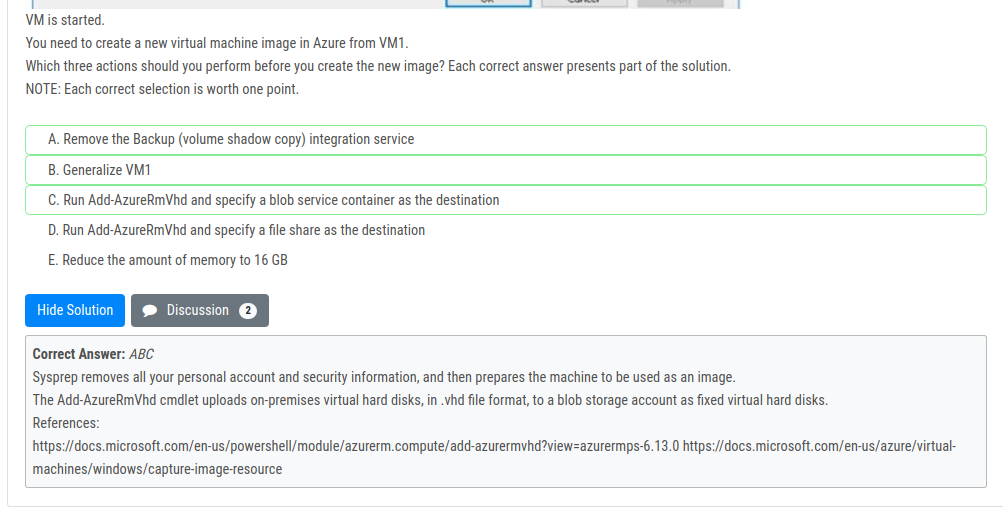 VM is started.
You need to create a new virtual machine image in Azure from VM1.
Which three actions should you perform before you create the new image? Each correct answer presents part of the solution.
NOTE: Each correct selection is worth one point.
A. Remove the Backup (volume shadow copy) integration service
B. Generalize VM1
C. Run Add-AzureRmVhd and specify a blob service container as the destination
D. Run Add-AzureRmVhd and specify a file share as the destination
E. Reduce the amount of memory to 16 GB
Hide Solution
Discussion 2
Correct Answer: ABC
Sysprep removes all your personal account and security information, and then prepares the machine to be used as an image.
The Add-AzureRmVhd cmdlet uploads on-premises virtual hard disks, in .vhd file format, to a blob storage account as fixed virtual hard disks.
References:
https://docs.microsoft.com/en-us/powershell/module/azurerm.compute/add-azurermvhd?view=azurermps-6.13.0 https://docs.microsoft.com/en-us/azure/virtual-
machines/windows/capture-image-resource